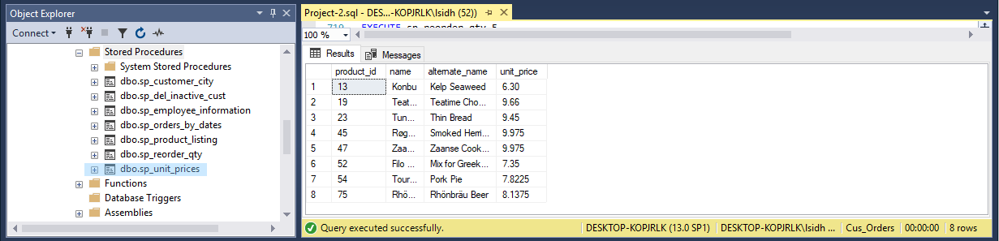 Object Explorer
Connect
Stored Procedures
System Stored Procedures
dbo.sp_customer_city
dbo.sp_del_inactive_cust
dbo.sp_employee_information
dbo.sp_orders_by_dates
dbo.sp_product_listing
dbo.sp_reorder_qty
dbo.sp_unit_prices
Functions
Database Triggers
Assemblies
Project-2.sql - DES...-KOPJRLK\Isidh (52))
EXECUTE sp_reorder_qty 5
100 %
Results Messages
product_id name alternate_name unit_price
1 13 Konbu Kelp Seaweed 6.30
2 19 Teat... Teatime Cho... 9.66
3 23 Tun... Thin Bread 9.45
4 45 Røg... Smoked Herri... 9.975
5 47 Zaa... Zaanse Cook... 9.975
6 52 Filo ... Mix for Greek... 7.35
7 54 Tour... Pork Pie 7.8225
8 75 Rhö... Rhönbräu Beer 8.1375
Query executed successfully. DESKTOP-KOPJRLK (13.0 SP1) DESKTOP-KOPJRLK\Isidh ... Cus_Orders 00:00:00 8 rows